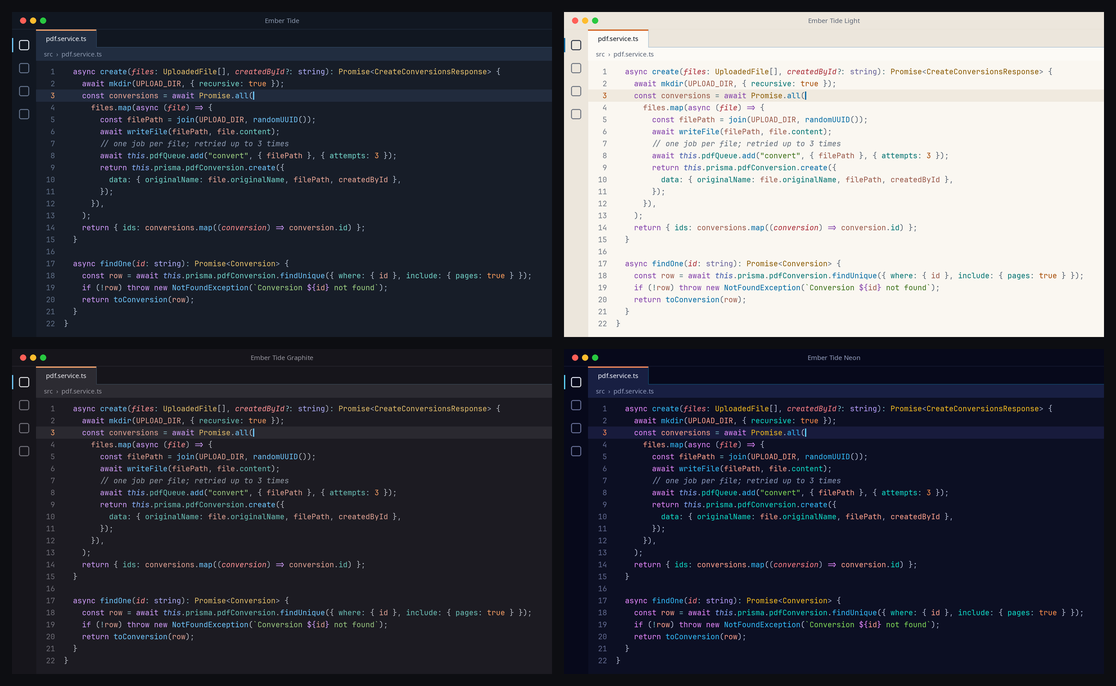 Ember Tide
pdf.service.ts
src › pdf.service.ts
1 async create(files: UploadedFile[], createdById?: string): Promise<CreateConversionsResponse> {
2 await mkdir(UPLOAD_DIR, { recursive: true });
3 const conversions = await Promise.all(
4 files.map(async (file) => {
5 const filePath = join(UPLOAD_DIR, randomUUID());
6 await writeFile(filePath, file.content);
7 // one job per file; retried up to 3 times
8 await this.pdfQueue.add("convert", { filePath }, { attempts: 3 });
9 return this.prisma.pdfConversion.create({
10 data: { originalName: file.originalName, filePath, createdById },
11 });
12 }),
13 );
14 return { ids: conversions.map((conversion) => conversion.id) };
15 }
16
17 async findOne(id: string): Promise<Conversion> {
18 const row = await this.prisma.pdfConversion.findUnique({ where: { id }, include: { pages: true } });
19 if (!row) throw new NotFoundException(`Conversion ${id} not found`);
20 return toConversion(row);
21 }
22 }
Ember Tide Light
pdf.service.ts
src › pdf.service.ts
1 async create(files: UploadedFile[], createdById?: string): Promise<CreateConversionsResponse> {
2 await mkdir(UPLOAD_DIR, { recursive: true });
3 const conversions = await Promise.all(
4 files.map(async (file) => {
5 const filePath = join(UPLOAD_DIR, randomUUID());
6 await writeFile(filePath, file.content);
7 // one job per file; retried up to 3 times
8 await this.pdfQueue.add("convert", { filePath }, { attempts: 3 });
9 return this.prisma.pdfConversion.create({
10 data: { originalName: file.originalName, filePath, createdById },
11 });
12 }),
13 );
14 return { ids: conversions.map((conversion) => conversion.id) };
15 }
16
17 async findOne(id: string): Promise<Conversion> {
18 const row = await this.prisma.pdfConversion.findUnique({ where: { id }, include: { pages: true } });
19 if (!row) throw new NotFoundException(`Conversion ${id} not found`);
20 return toConversion(row);
21 }
22 }
Ember Tide Graphite
pdf.service.ts
src › pdf.service.ts
1 async create(files: UploadedFile[], createdById?: string): Promise<CreateConversionsResponse> {
2 await mkdir(UPLOAD_DIR, { recursive: true });
3 const conversions = await Promise.all(
4 files.map(async (file) => {
5 const filePath = join(UPLOAD_DIR, randomUUID());
6 await writeFile(filePath, file.content);
7 // one job per file; retried up to 3 times
8 await this.pdfQueue.add("convert", { filePath }, { attempts: 3 });
9 return this.prisma.pdfConversion.create({
10 data: { originalName: file.originalName, filePath, createdById },
11 });
12 }),
13 );
14 return { ids: conversions.map((conversion) => conversion.id) };
15 }
16
17 async findOne(id: string): Promise<Conversion> {
18 const row = await this.prisma.pdfConversion.findUnique({ where: { id }, include: { pages: true } });
19 if (!row) throw new NotFoundException(`Conversion ${id} not found`);
20 return toConversion(row);
21 }
22 }
Ember Tide Neon
pdf.service.ts
src › pdf.service.ts
1 async create(files: UploadedFile[], createdById?: string): Promise<CreateConversionsResponse> {
2 await mkdir(UPLOAD_DIR, { recursive: true });
3 const conversions = await Promise.all(
4 files.map(async (file) => {
5 const filePath = join(UPLOAD_DIR, randomUUID());
6 await writeFile(filePath, file.content);
7 // one job per file; retried up to 3 times
8 await this.pdfQueue.add("convert", { filePath }, { attempts: 3 });
9 return this.prisma.pdfConversion.create({
10 data: { originalName: file.originalName, filePath, createdById },
11 });
12 }),
13 );
14 return { ids: conversions.map((conversion) => conversion.id) };
15 }
16
17 async findOne(id: string): Promise<Conversion> {
18 const row = await this.prisma.pdfConversion.findUnique({ where: { id }, include: { pages: true } });
19 if (!row) throw new NotFoundException(`Conversion ${id} not found`);
20 return toConversion(row);
21 }
22 }